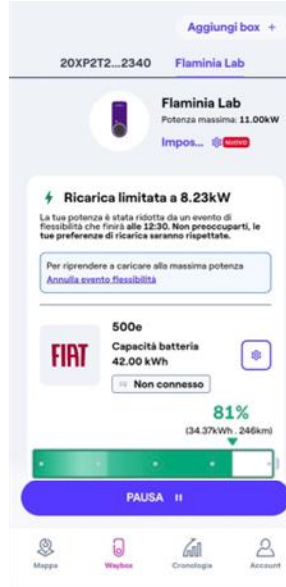 Aggiungi box +
20XP2T2...2340 Flaminia Lab
Flaminia Lab
Potenza massima: 11.00kW
Impos... NUOVO
Ricarica limitata a 8.23kW
La tua potenza è stata ridotta da un evento di
flessibilità che finirà alle 12:30. Non preoccuparti, le
tue preferenze di ricarica saranno rispettate.
Per riprendere a caricare alla massima potenza
Annulla evento flessibilità
500e
FIAT
Capacità batteria
42.00 kWh
Non connesso
81%
(34.37kWh . 246km)
PAUSA
Mappa Waybox Cronologia Account